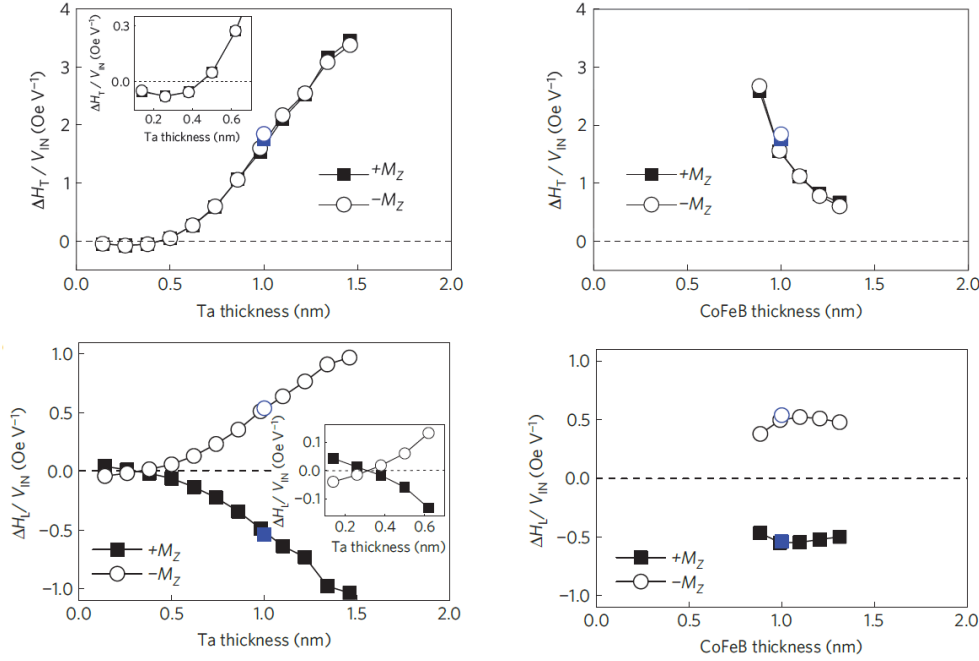 4
3
2
1
0
ΔH_T / V_IN (Oe V⁻¹)
0.3
0.0
ΔH_T / V_IN (Oe V⁻¹)
0.2 0.4 0.6
Ta thickness (nm)
+M_Z
−M_Z
0.0 0.5 1.0 1.5 2.0
Ta thickness (nm)
4
3
2
1
0
ΔH_T / V_IN (Oe V⁻¹)
+M_Z
−M_Z
0.0 0.5 1.0 1.5 2.0
CoFeB thickness (nm)
1.0
0.5
0.0
−0.5
−1.0
ΔH_L/ V_IN (Oe V⁻¹)
0.1
0.0
−0.1
ΔH_L/ V_IN (Oe V⁻¹)
0.2 0.4 0.6
Ta thickness (nm)
+M_Z
−M_Z
0.0 0.5 1.0 1.5 2.0
Ta thickness (nm)
1.0
0.5
0.0
−0.5
−1.0
ΔH_L/ V_IN (Oe V⁻¹)
+M_Z
−M_Z
0.0 0.5 1.0 1.5 2.0
CoFeB thickness (nm)